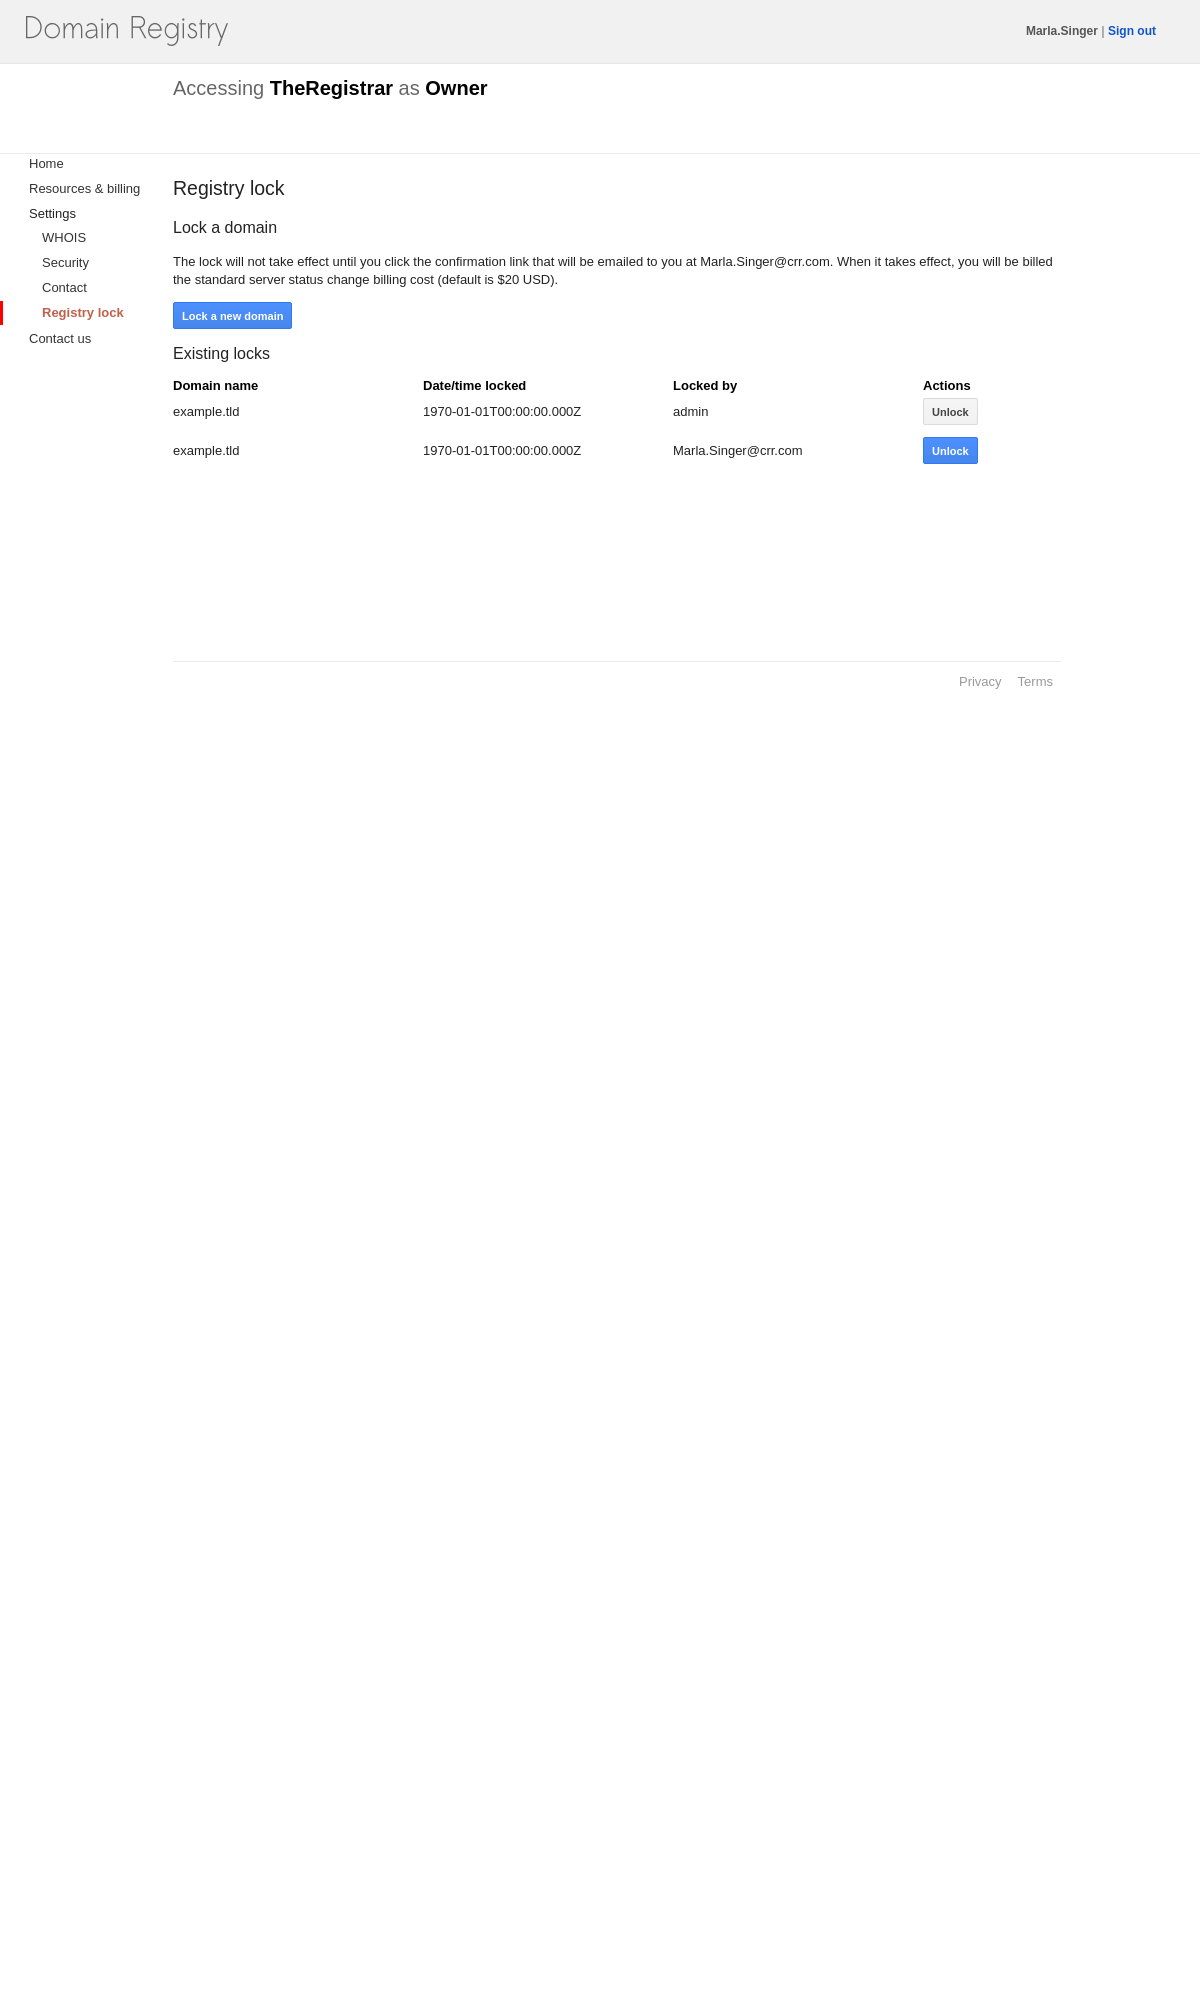 Domain Registry
Marla.Singer | Sign out
Accessing TheRegistrar as Owner
Home
Resources & billing
Settings
WHOIS
Security
Contact
Registry lock
Contact us
Registry lock
Lock a domain
The lock will not take effect until you click the confirmation link that will be emailed to you at Marla.Singer@crr.com. When it takes effect, you will be billed
the standard server status change billing cost (default is $20 USD).
Lock a new domain
Existing locks
Domain name Date/time locked Locked by Actions
example.tld 1970-01-01T00:00:00.000Z admin Unlock
example.tld 1970-01-01T00:00:00.000Z Marla.Singer@crr.com Unlock
Privacy Terms